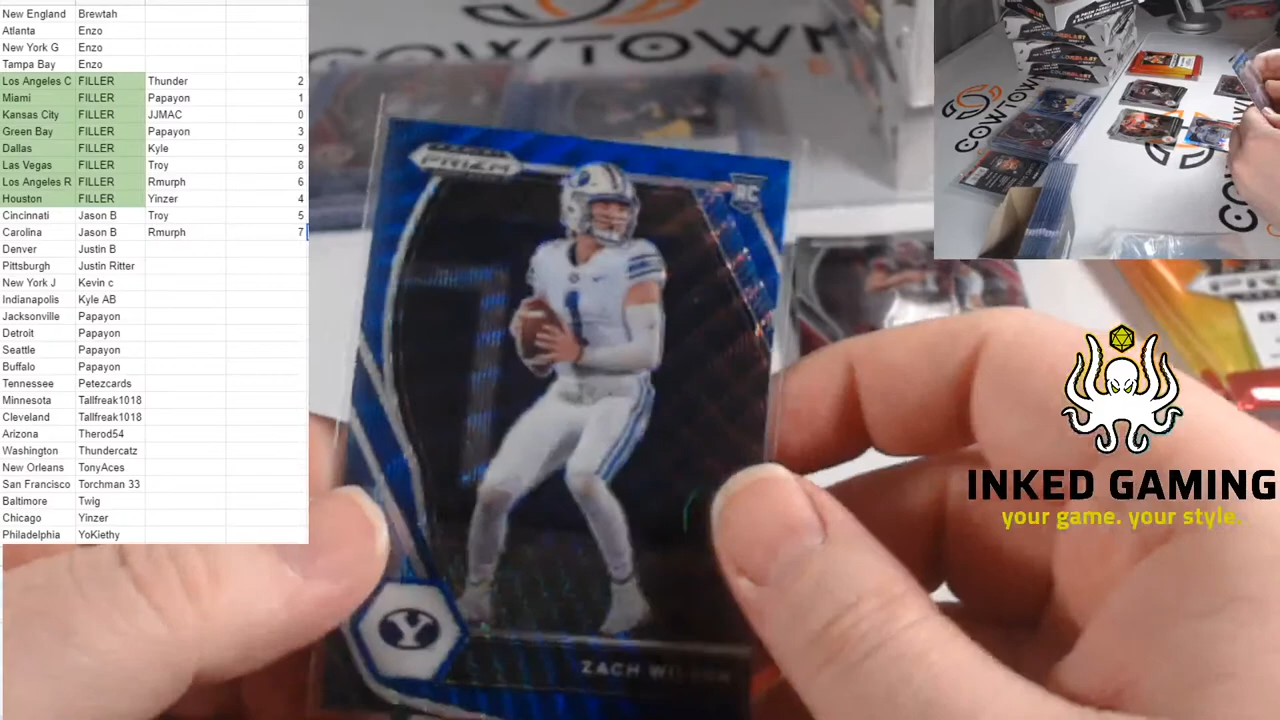 New England Brewtah
Atlanta Enzo
New York G Enzo
Tampa Bay Enzo
Los Angeles C FILLER Thunder 2
Miami FILLER Papayon 1
Kansas City FILLER JJMAC 0
Green Bay FILLER Papayon 3
Dallas FILLER Kyle 9
Las Vegas FILLER Troy 8
Los Angeles R FILLER Rmurph 6
Houston FILLER Yinzer 4
Cincinnati Jason B Troy 5
Carolina Jason B Rmurph 7
Denver Justin B
Pittsburgh Justin Ritter
New York J Kevin c
Indianapolis Kyle AB
Jacksonville Papayon
Detroit Papayon
Seattle Papayon
Buffalo Papayon
Tennessee Petezcards
Minnesota Tallfreak1018
Cleveland Tallfreak1018
Arizona Therod54
Washington Thundercatz
New Orleans TonyAces
San Francisco Torchman 33
Baltimore Twig
Chicago Yinzer
Philadelphia YoKiethy
COWTOWN
PRIZM
RC
1
Y
ZACH WILSON
COWTOWN
INKED GAMING
your game. your style.